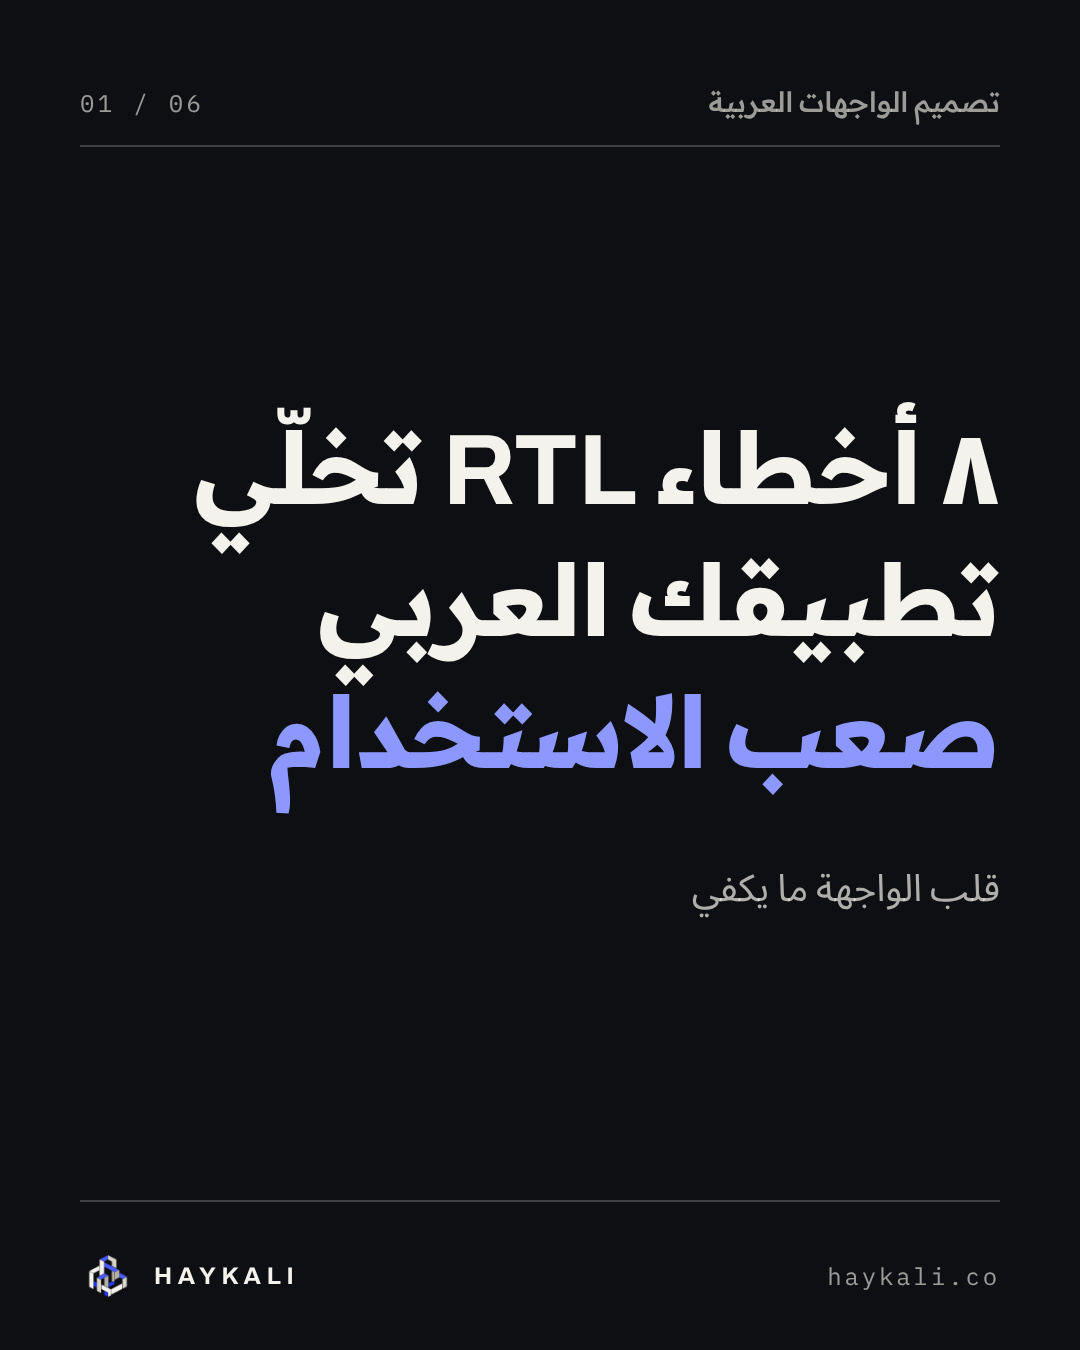 تصميم الواجهات العربية
01 / 06
٨ أخطاء RTL تخلّي
تطبيقك العربي
صعب الاستخدام
قلب الواجهة ما يكفي
HAYKALI
haykali.co